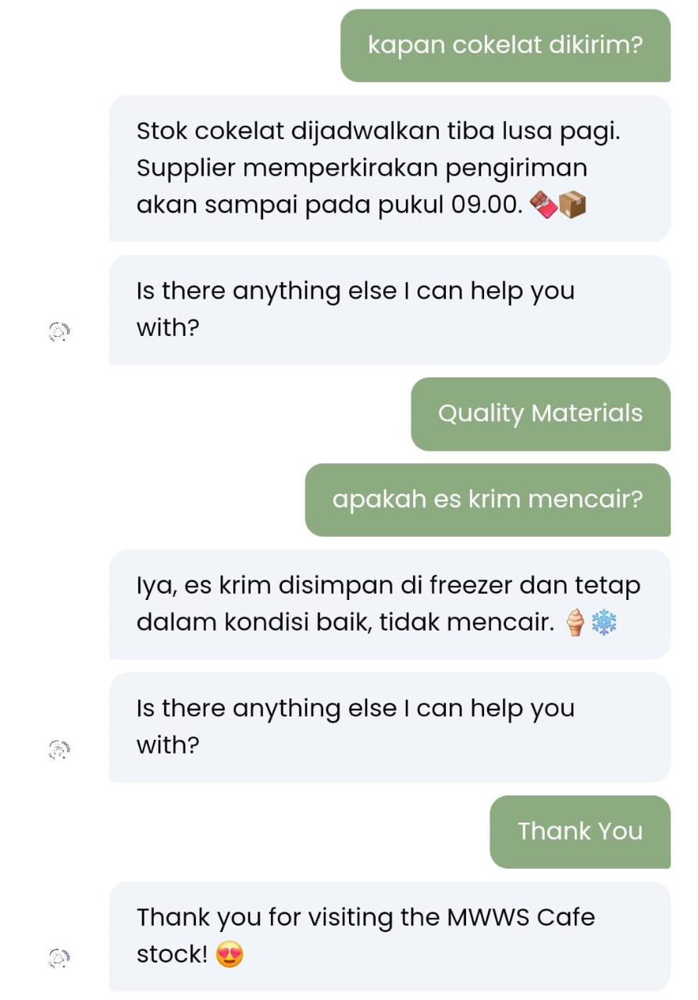 kapan cokelat dikirim?
Stok cokelat dijadwalkan tiba lusa pagi.
Supplier memperkirakan pengiriman
akan sampai pada pukul 09.00. 🍫📦
Is there anything else I can help you
with?
Quality Materials
apakah es krim mencair?
Iya, es krim disimpan di freezer dan tetap
dalam kondisi baik, tidak mencair. 🍦❄️
Is there anything else I can help you
with?
Thank You
Thank you for visiting the MWWS Cafe
stock! 😍